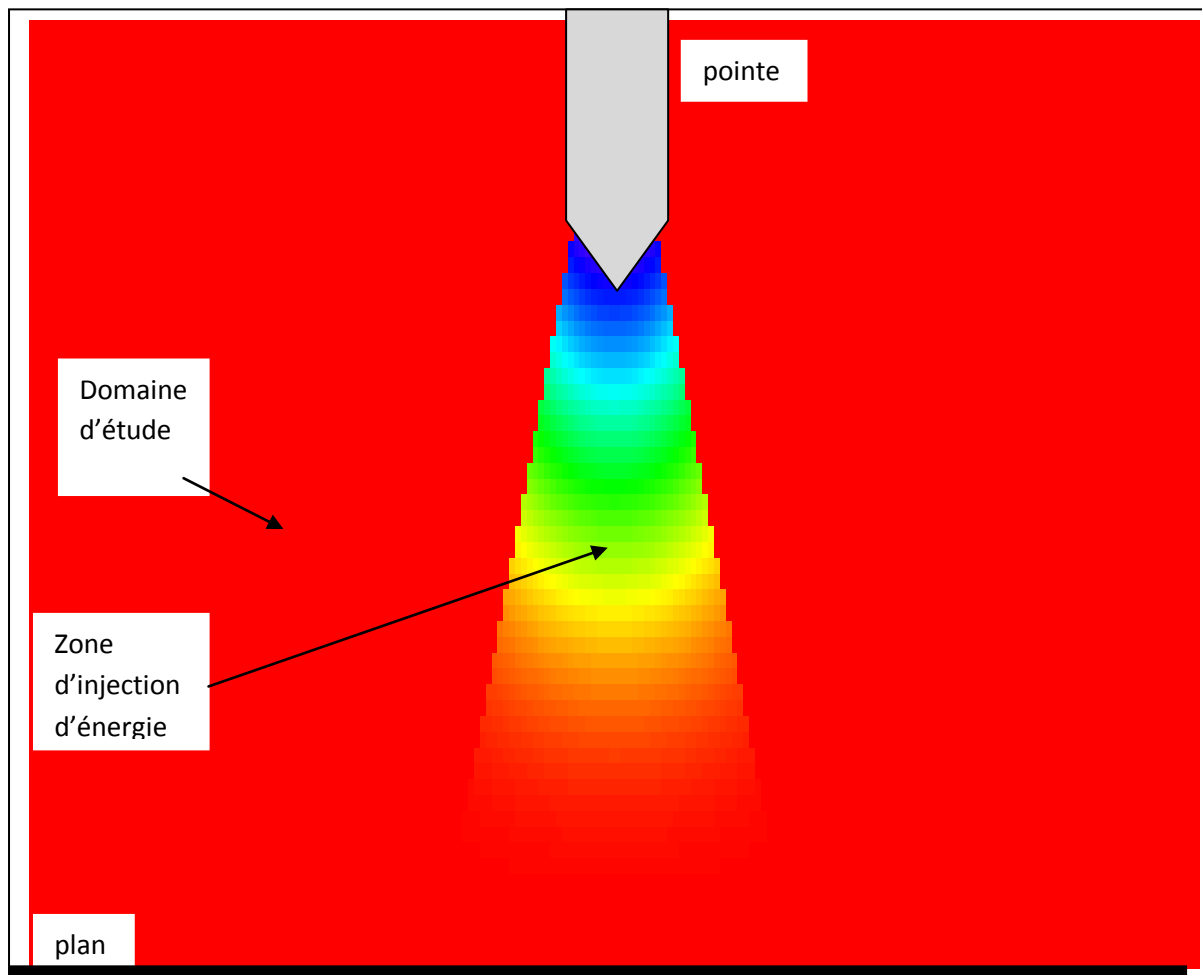 pointe
Domaine
d’étude
Zone
d’injection
d’énergie
plan